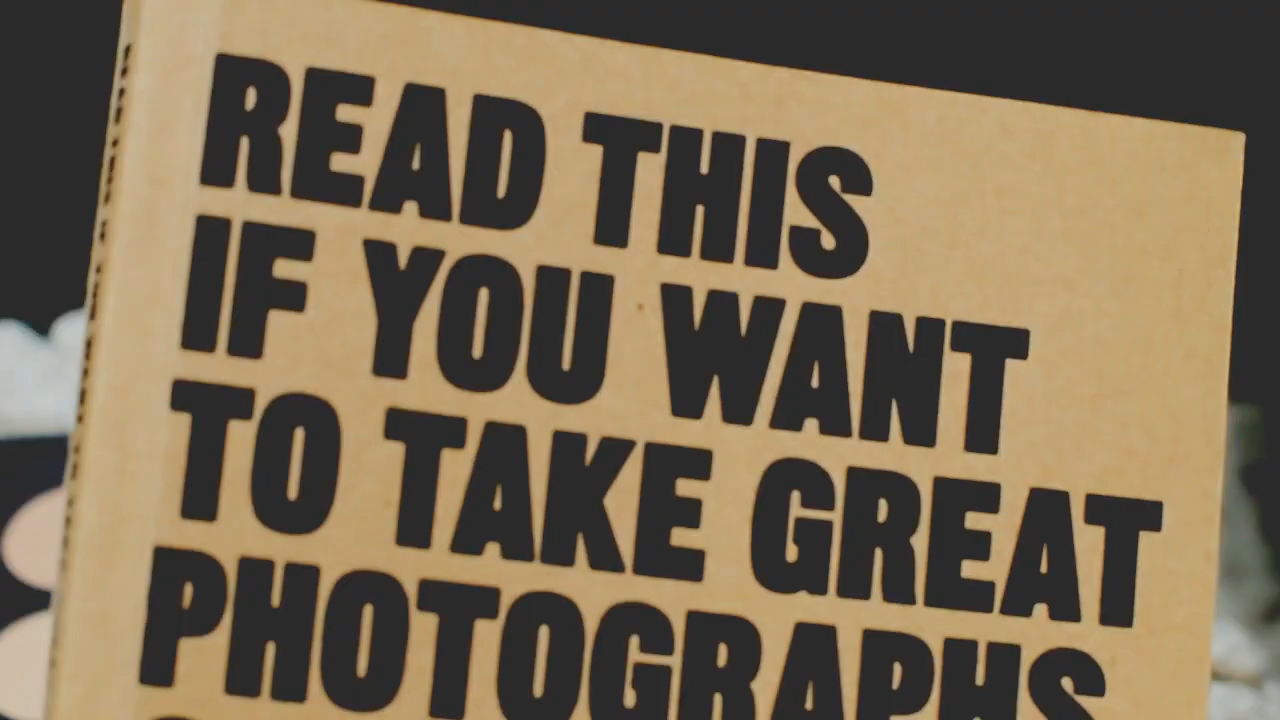 READ THIS
IF YOU WANT
TO TAKE GREAT
PHOTOGRAPHS